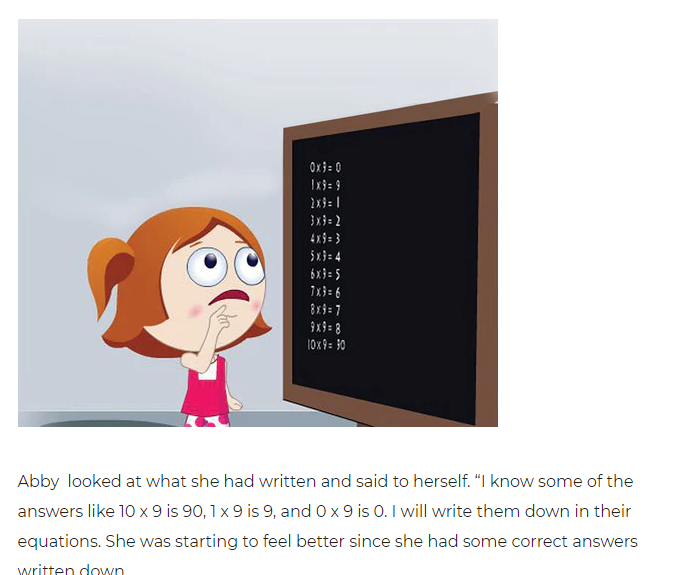 0x9= 0
1x9= 9
2x9= 1
3x9= 2
4x9= 3
5x9= 4
6x9= 5
7x9= 6
8x9= 7
9x9= 8
10x9= 90
Abby looked at what she had written and said to herself. “I know some of the
answers like 10 x 9 is 90, 1 x 9 is 9, and 0 x 9 is 0. I will write them down in their
equations. She was starting to feel better since she had some correct answers
written down